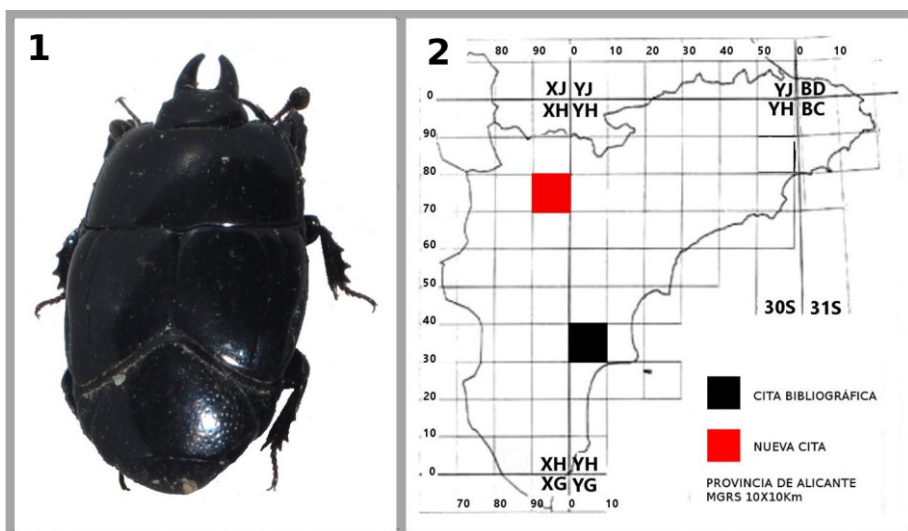 1
2
80 90 0 10 20 30 40 50 0 10
XJ YJ YJ BD
0
XH YH YH BC
90
80
70
60
50
30S 31S
40
30
CITA BIBLIOGRÁFICA
20
NUEVA CITA
10
XH YH
0
XG YG
PROVINCIA DE ALICANTE
MGRS 10X10Km
70 80 90 10